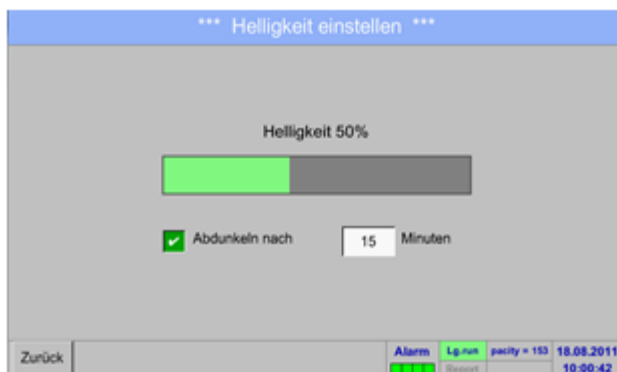 *** Helligkeit einstellen ***
Helligkeit 50%
Abdunkeln nach 15 Minuten
Zurück
Alarm Lg.run pacity = 153 18.08.2011
Report 10:00:42